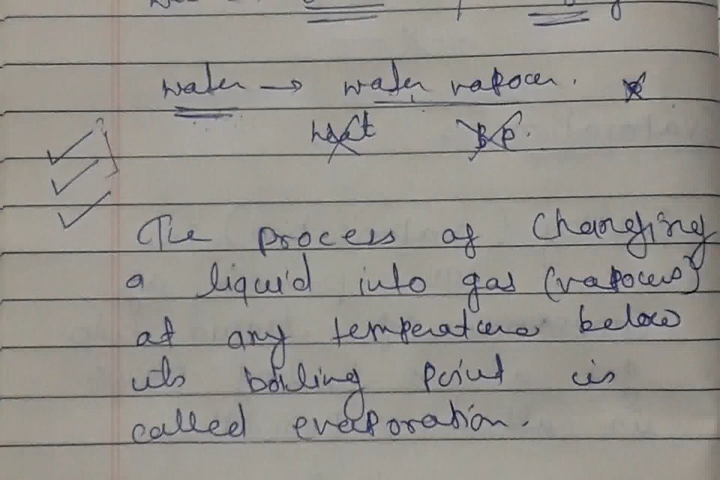 water → water vapour.
heat B.P.
The process of changing
a liquid into gas (vapours)
at any temperature below
its boiling point is
called evaporation.